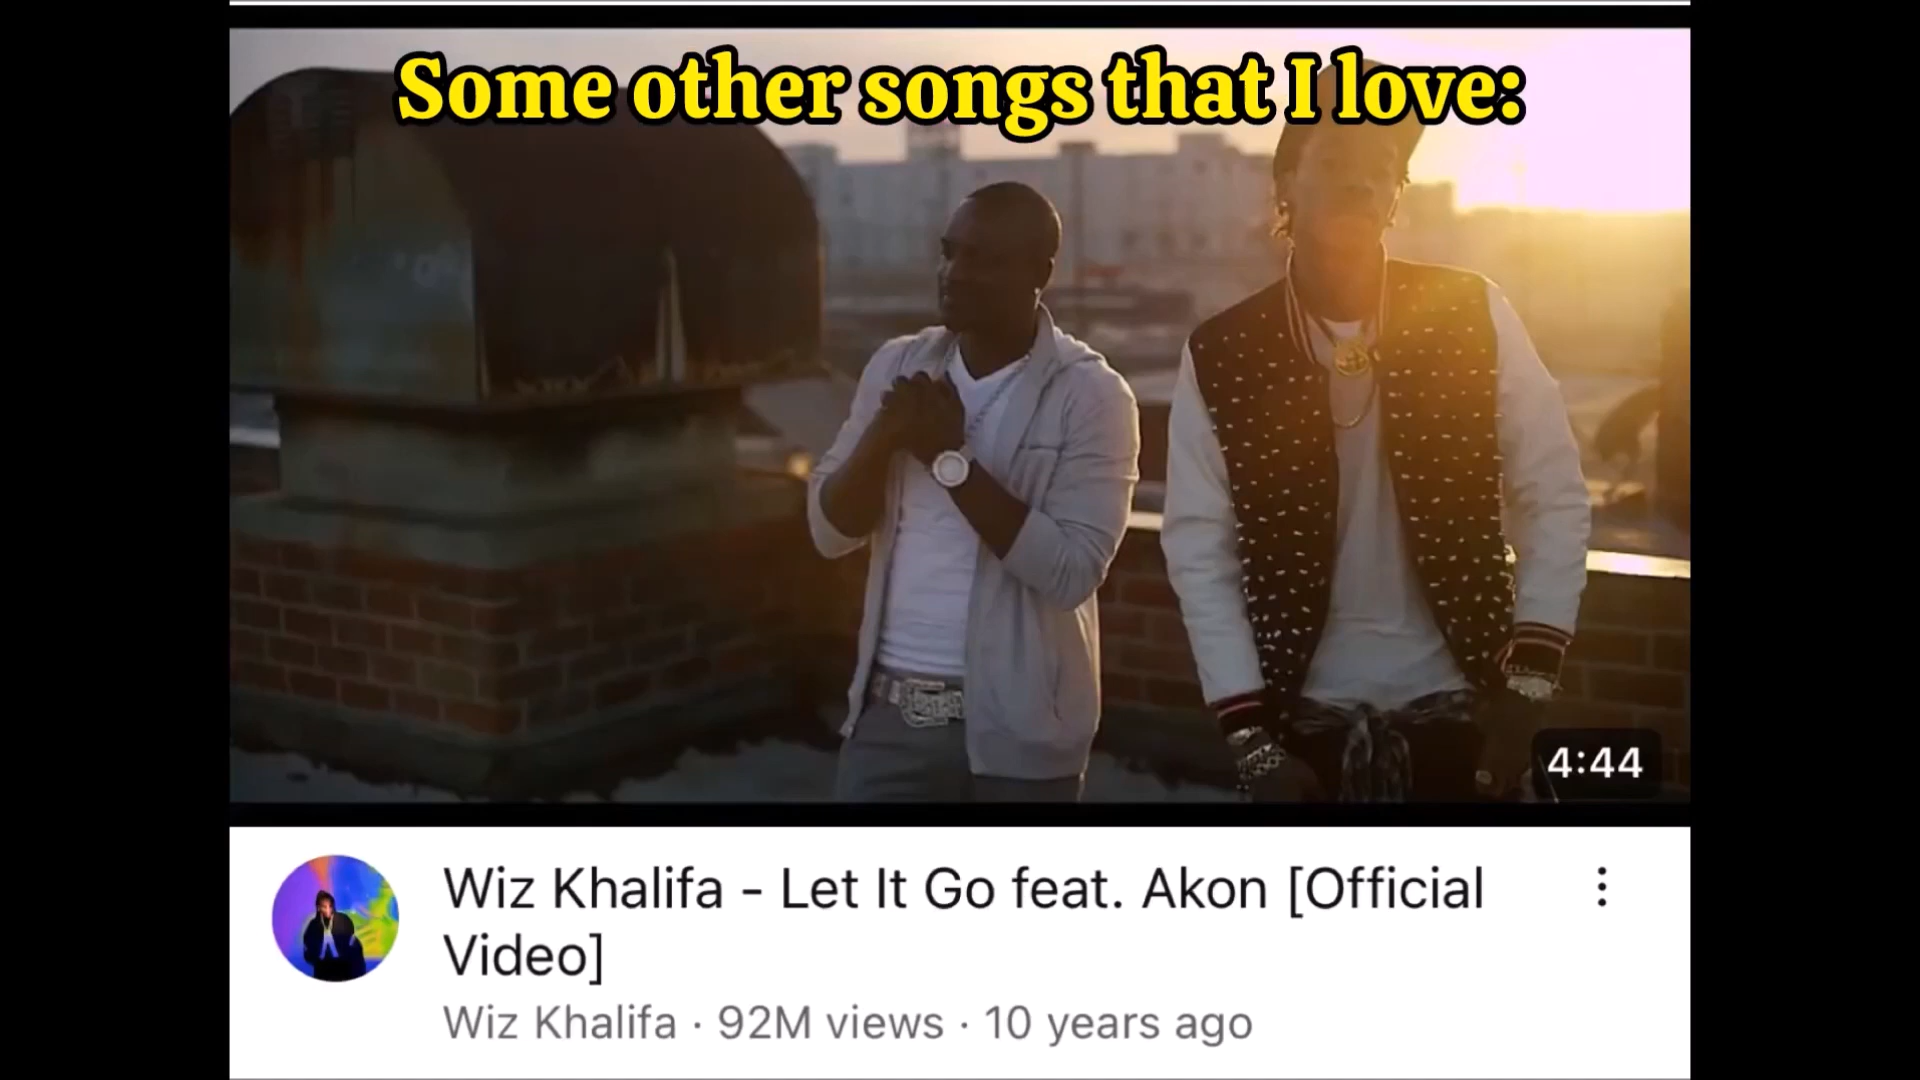 Some other songs that I love:
4:44
Wiz Khalifa - Let It Go feat. Akon [Official
Video]
Wiz Khalifa · 92M views · 10 years ago